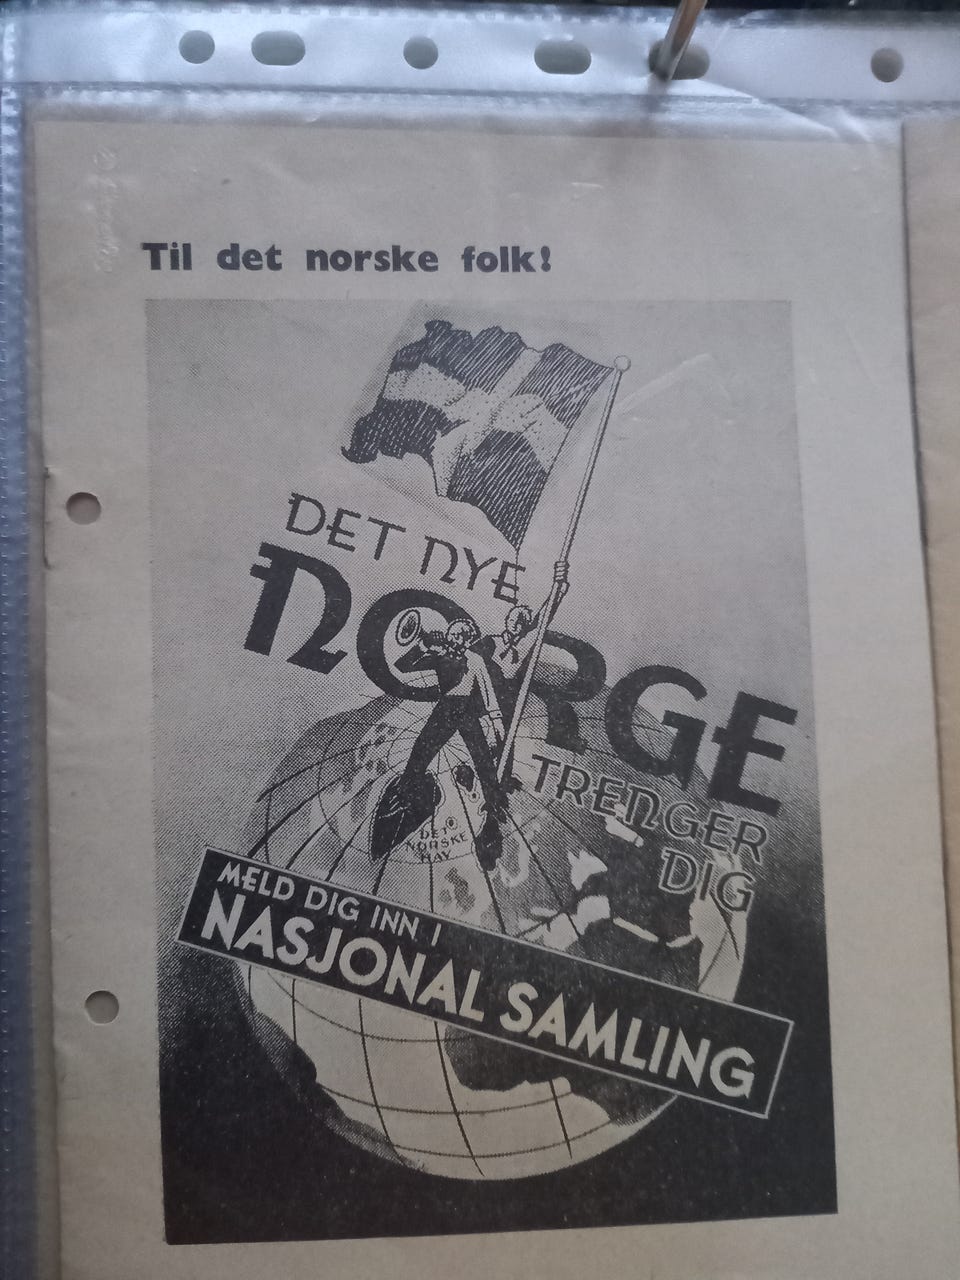 Til det norske folk!
DET NYE
NORGE
TRENGER
DIG
DET
NORSKE
HAV
MELD DIG INN I
NASJONAL SAMLING